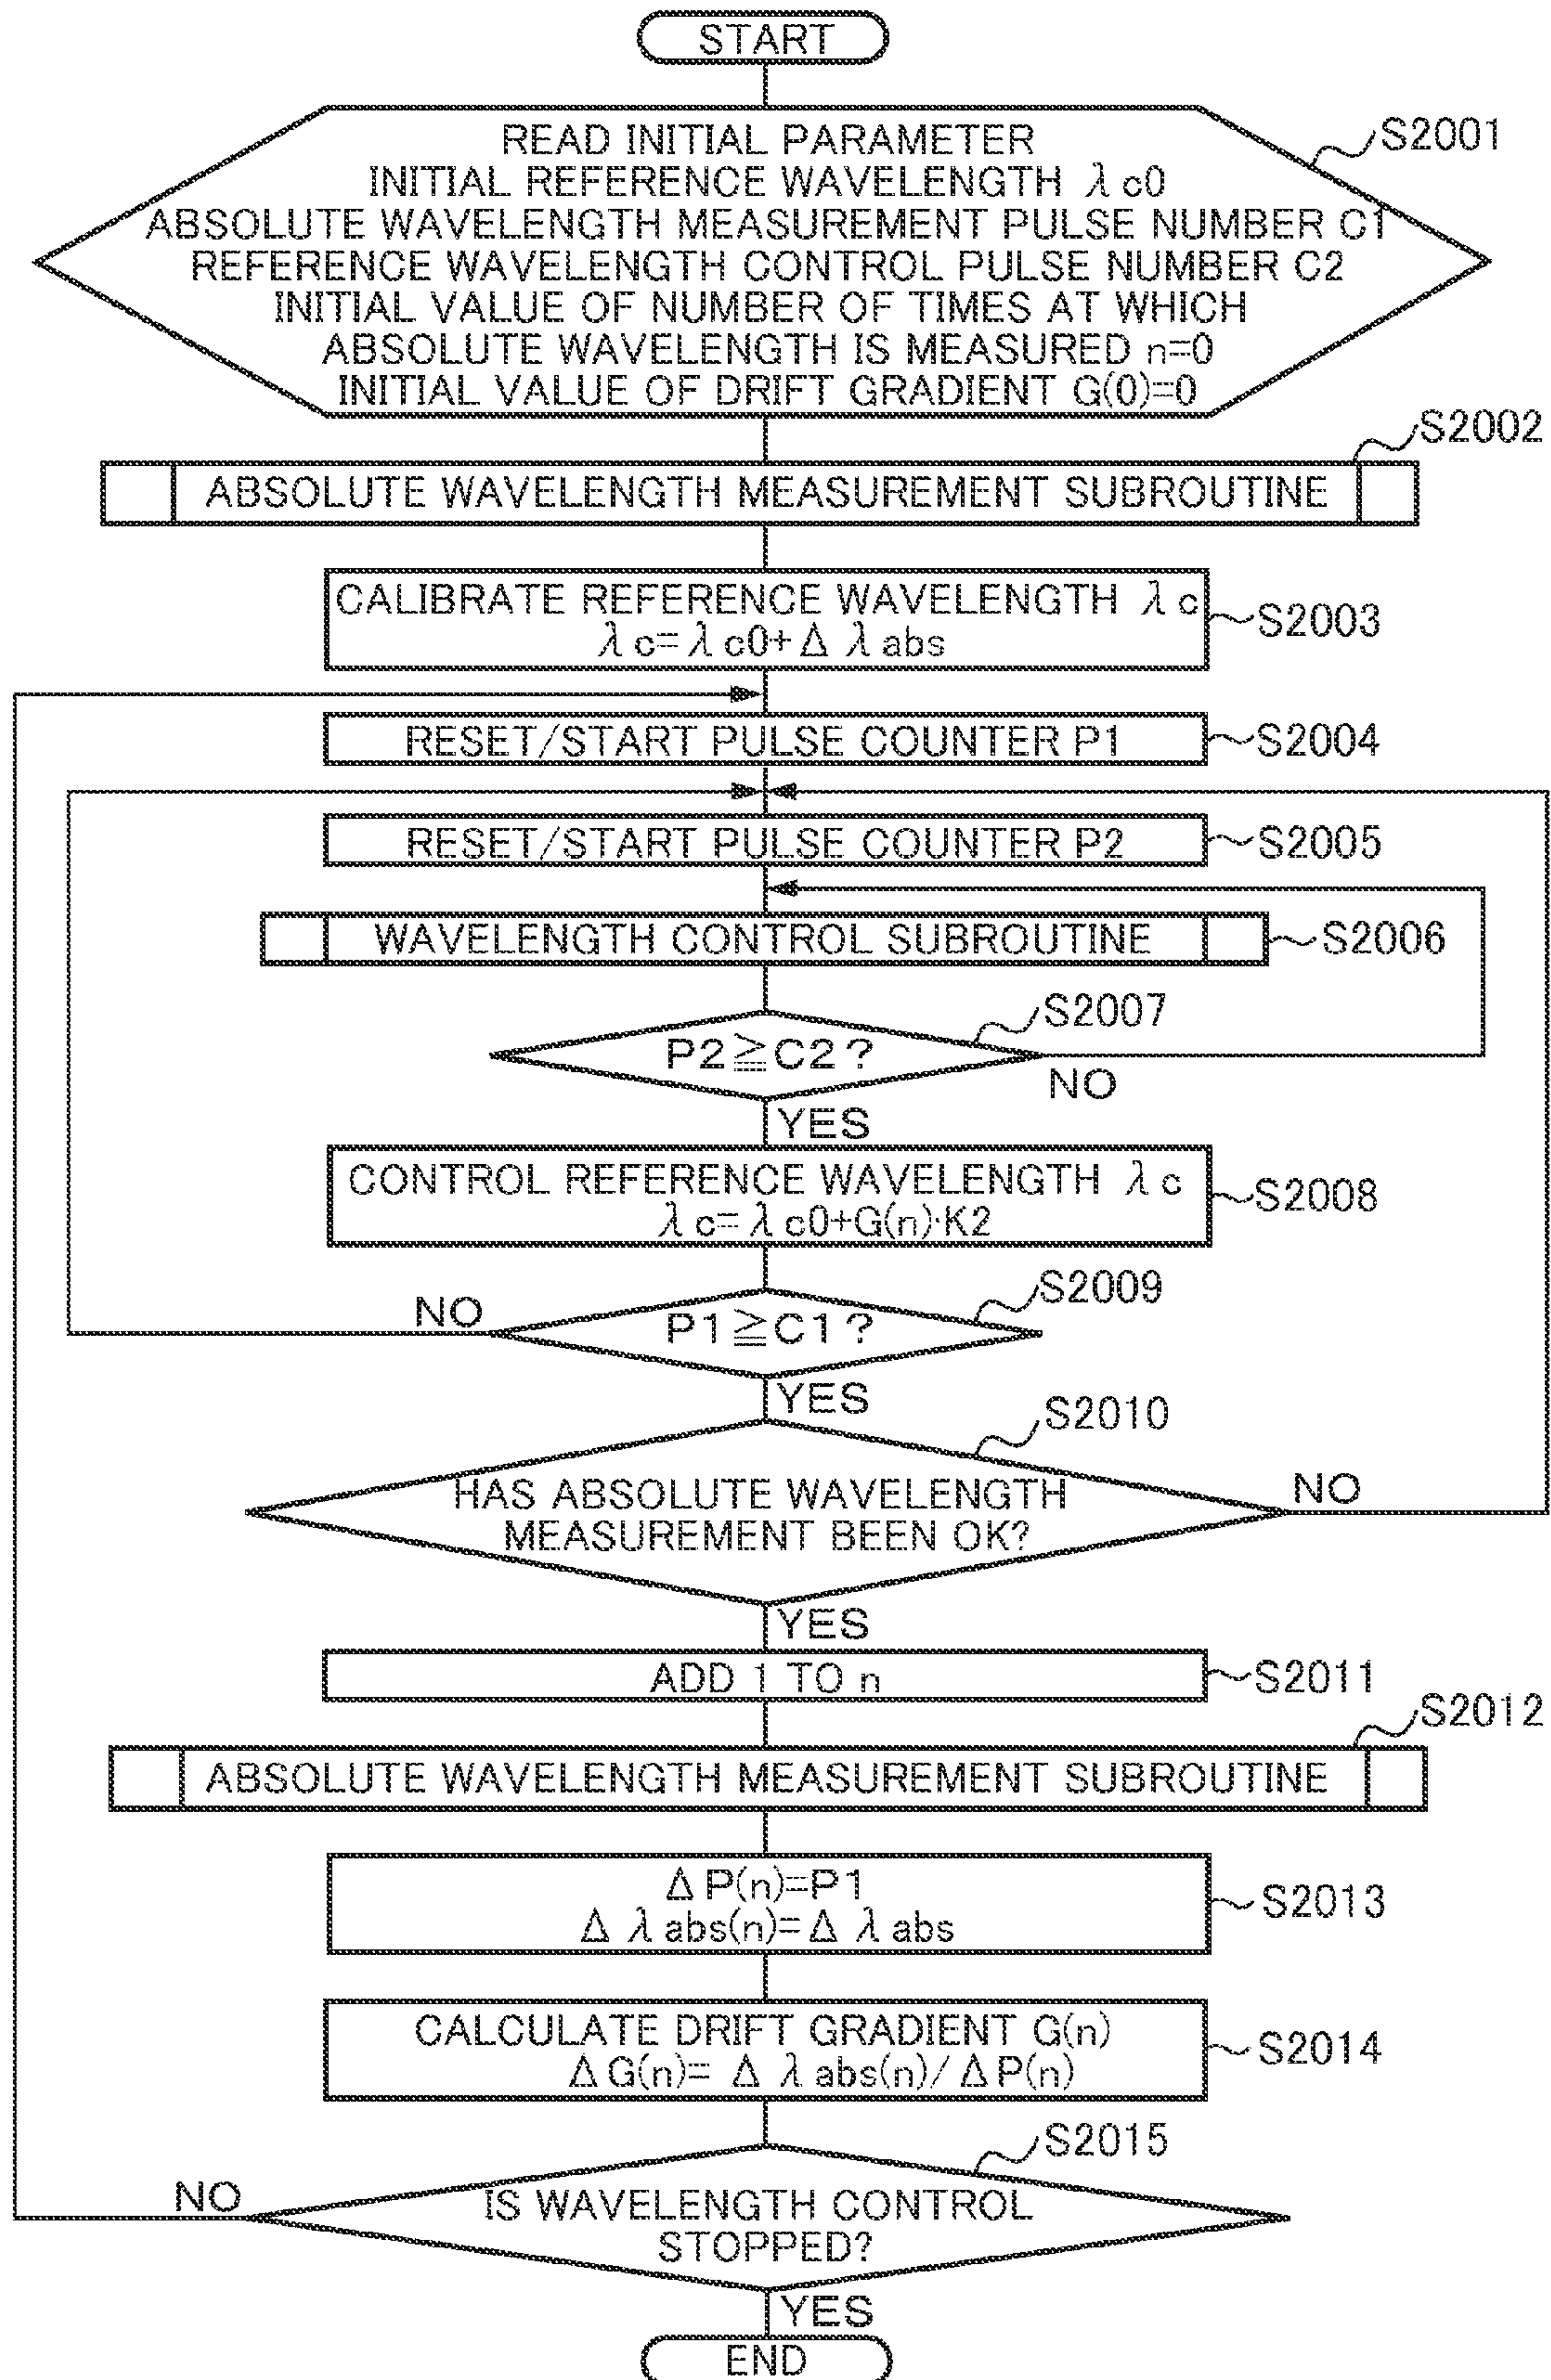 START
READ INITIAL PARAMETER
INITIAL REFERENCE WAVELENGTH λc0
ABSOLUTE WAVELENGTH MEASUREMENT PULSE NUMBER C1
REFERENCE WAVELENGTH CONTROL PULSE NUMBER C2
INITIAL VALUE OF NUMBER OF TIMES AT WHICH
ABSOLUTE WAVELENGTH IS MEASURED n=0
INITIAL VALUE OF DRIFT GRADIENT G(0)=0
S2001
S2002
ABSOLUTE WAVELENGTH MEASUREMENT SUBROUTINE
CALIBRATE REFERENCE WAVELENGTH λc
λc=λc0+Δλabs
S2003
RESET/START PULSE COUNTER P1
S2004
RESET/START PULSE COUNTER P2
S2005
WAVELENGTH CONTROL SUBROUTINE
S2006
S2007
P2≧C2?
NO
YES
CONTROL REFERENCE WAVELENGTH λc
λc=λc0+G(n)·K2
S2008
S2009
NO
P1≧C1?
YES
S2010
HAS ABSOLUTE WAVELENGTH
MEASUREMENT BEEN OK?
NO
YES
ADD 1 TO n
S2011
S2012
ABSOLUTE WAVELENGTH MEASUREMENT SUBROUTINE
ΔP(n)=P1
Δλabs(n)=Δλabs
S2013
CALCULATE DRIFT GRADIENT G(n)
ΔG(n)=Δλabs(n)/ΔP(n)
S2014
S2015
NO
IS WAVELENGTH CONTROL
STOPPED?
YES
END